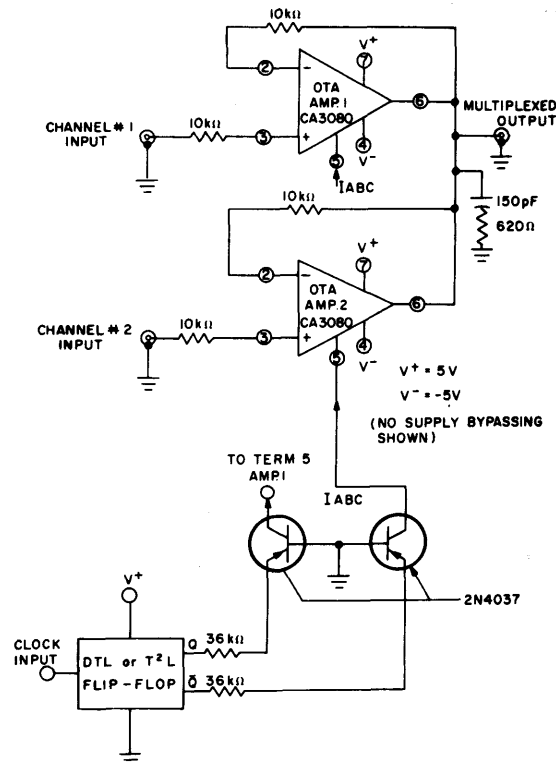 10kΩ
V+
7
2
−
OTA
AMP.1
CA3080
6
MULTIPLEXED
OUTPUT
CHANNEL # 1
INPUT
10kΩ
3
+
4
V−
5
IABC
150pF
620Ω
10kΩ
V+
7
2
−
OTA
AMP.2
CA3080
6
CHANNEL # 2
INPUT
10kΩ
3
+
4
V−
5
V+ = 5V
V− = -5V
(NO SUPPLY BYPASSING
SHOWN)
TO TERM 5
AMP.1
IABC
2N4037
V+
CLOCK
INPUT
DTL or T²L
FLIP-FLOP
Q 36kΩ
Q̄ 36kΩ